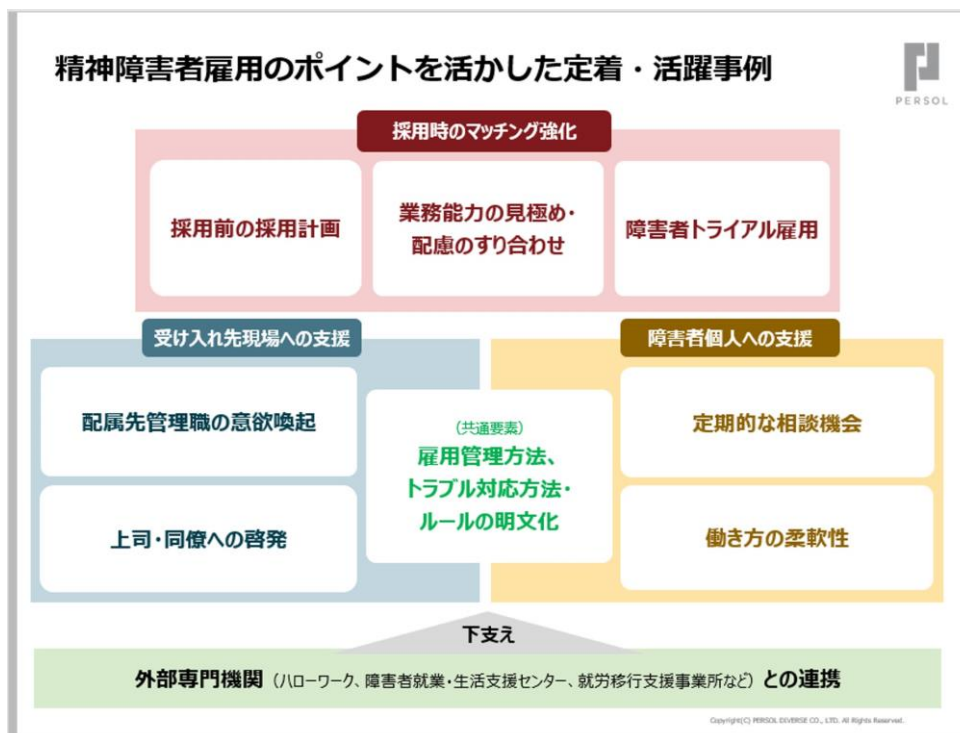 精神障害者雇用のポイントを活かした定着・活躍事例
PERSOL
採用時のマッチング強化
採用前の採用計画
業務能力の見極め・
配慮のすり合わせ
障害者トライアル雇用
受け入れ先現場への支援
配属先管理職の意欲喚起
上司・同僚への啓発
(共通要素)
雇用管理方法、
トラブル対応方法・
ルールの明文化
障害者個人への支援
定期的な相談機会
働き方の柔軟性
下支え
外部専門機関（ハローワーク、障害者就業・生活支援センター、就労移行支援事業所など）との連携
Copyright(C) PERSOL DIVERSE CO., LTD. All Rights Reserved.